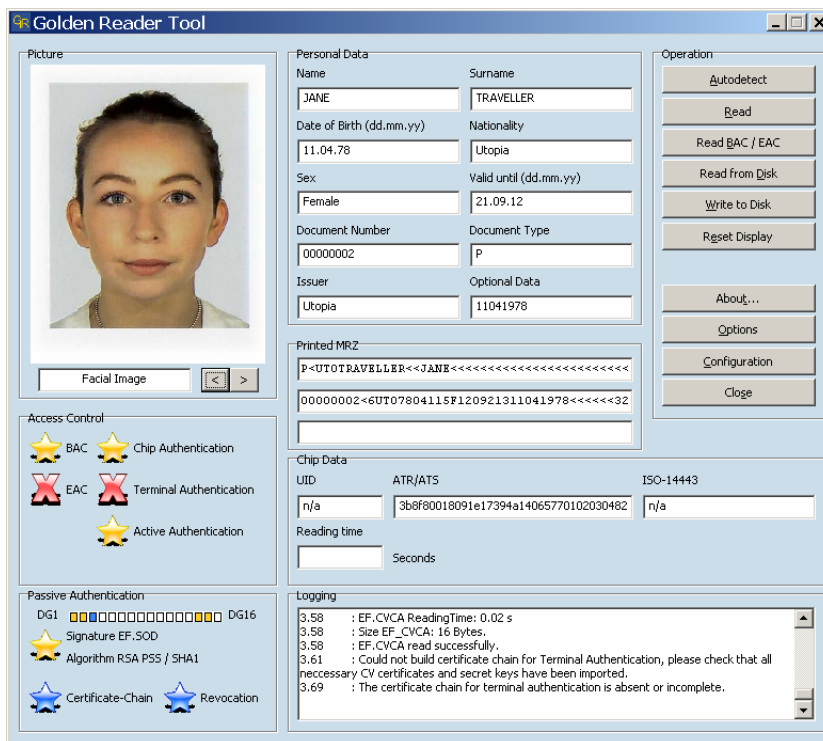 GR Golden Reader Tool
Picture
Facial Image
<
>
Personal Data
Name
Surname
JANE
TRAVELLER
Date of Birth (dd.mm.yy)
Nationality
11.04.78
Utopia
Sex
Valid until (dd.mm.yy)
Female
21.09.12
Document Number
Document Type
00000002
P
Issuer
Optional Data
Utopia
11041978
Printed MRZ
P<UTOTRAVELLER<<JANE<<<<<<<<<<<<<<<<<<<<<<<<
00000002<6UTO7804115F120921311041978<<<<<<32
Operation
Autodetect
Read
Read BAC / EAC
Read from Disk
Write to Disk
Reset Display
About...
Options
Configuration
Close
Access Control
BAC
Chip Authentication
EAC
Terminal Authentication
Active Authentication
Chip Data
UID
ATR/ATS
ISO-14443
n/a
3b8f80018091e17394a14065770102030482
n/a
Reading time
Seconds
Passive Authentication
DG1
DG16
Signature EF.SOD
Algorithm RSA PSS / SHA1
Certificate-Chain
Revocation
Logging
3.58 : EF.CVCA ReadingTime: 0.02 s
3.58 : Size EF_CVCA: 16 Bytes.
3.58 : EF.CVCA read successfully.
3.61 : Could not build certificate chain for Terminal Authentication, please check that all
neccessary CV certificates and secret keys have been imported.
3.69 : The certificate chain for terminal authentication is absent or incomplete.